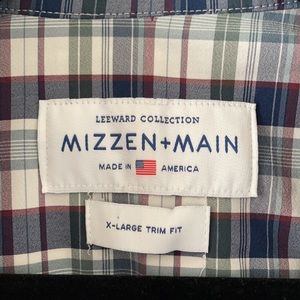 LEEWARD COLLECTION
MIZZEN+MAIN
MADE IN AMERICA
X-LARGE TRIM FIT